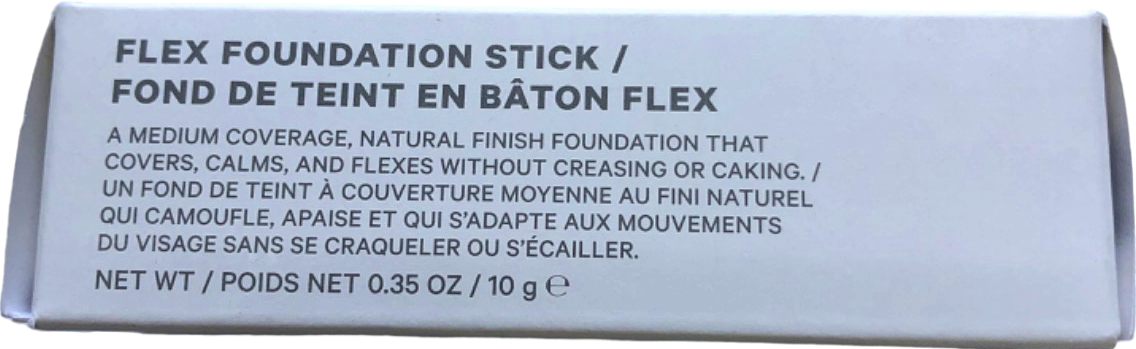 FLEX FOUNDATION STICK /
FOND DE TEINT EN BÂTON FLEX
A MEDIUM COVERAGE, NATURAL FINISH FOUNDATION THAT
COVERS, CALMS, AND FLEXES WITHOUT CREASING OR CAKING. /
UN FOND DE TEINT À COUVERTURE MOYENNE AU FINI NATUREL
QUI CAMOUFLE, APAISE ET QUI S'ADAPTE AUX MOUVEMENTS
DU VISAGE SANS SE CRAQUELER OU S'ÉCAILLER.
NET WT / POIDS NET 0.35 OZ / 10 g ℮